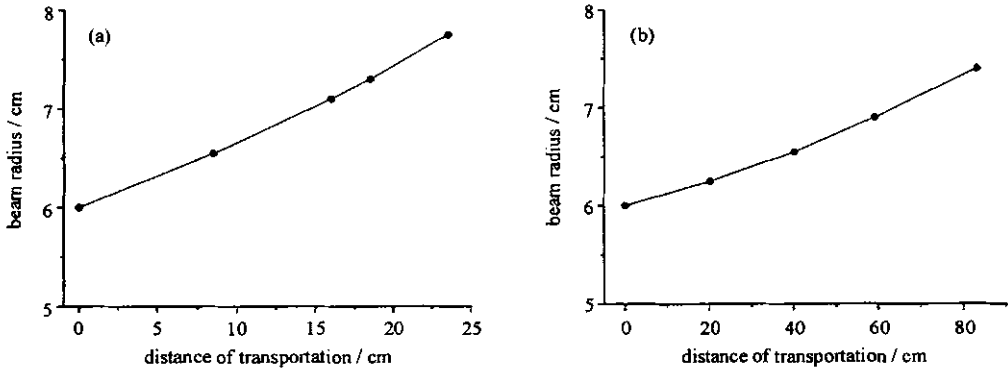 (a)
8
7
6
5
beam radius / cm
0 5 10 15 20 25
distance of transportation / cm
(b)
8
7
6
5
beam radius / cm
0 20 40 60 80
distance of transportation / cm